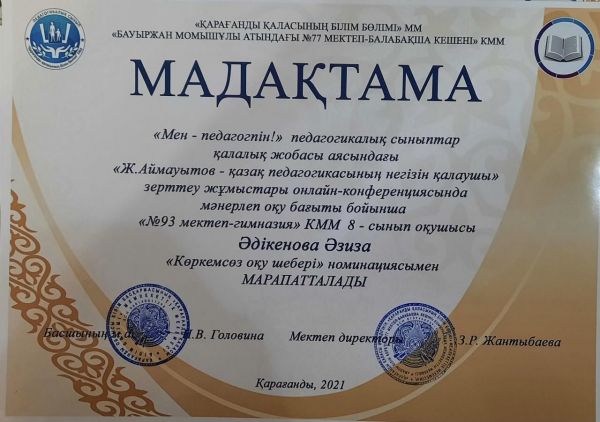 «ҚАРАҒАНДЫ ҚАЛАСЫНЫҢ БІЛІМ БӨЛІМІ» ММ
«БАУЫРЖАН МОМЫШҰЛЫ АТЫНДАҒЫ №77 МЕКТЕП-БАЛАБАҚША КЕШЕНІ» КММ
МАДАҚТАМА
«Мен - педагогпін!» педагогикалық сыныптар
қалалық жобасы аясындағы
«Ж.Аймауытов - қазақ педагогикасының негізін қалаушы»
зерттеу жұмыстары онлайн-конференциясында
мәнерлеп оқу бағыты бойынша
«№93 мектеп-гимназия» КММ 8 - сынып оқушысы
Әдікенова Әзиза
«Көркемсөз оқу шебері» номинациясымен
МАРАПАТТАЛАДЫ
Басшының И.В. Головина Мектеп директоры З.Р. Жантыбаева
Қарағанды, 2021